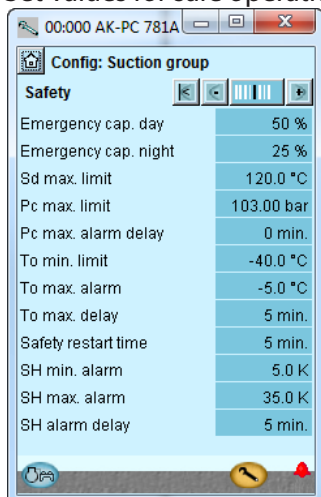 00:000 AK-PC 781A
Config: Suction group
Safety
Emergency cap. day 50 %
Emergency cap. night 25 %
Sd max. limit 120.0 °C
Pc max. limit 103.00 bar
Pc max. alarm delay 0 min.
To min. limit -40.0 °C
To max. alarm -5.0 °C
To max. delay 5 min.
Safety restart time 5 min.
SH min. alarm 5.0 K
SH max. alarm 35.0 K
SH alarm delay 5 min.